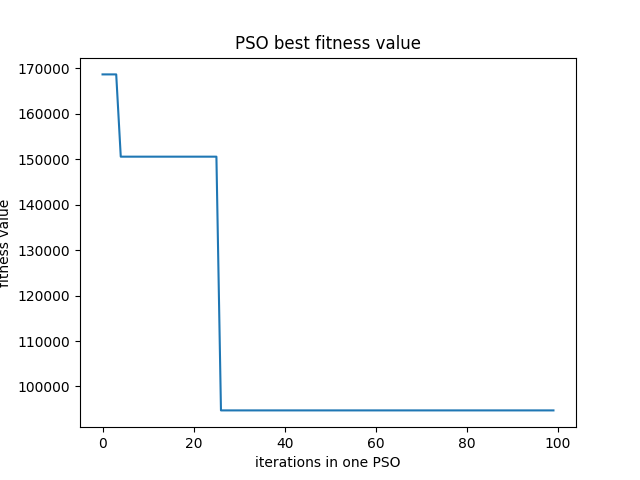 PSO best fitness value
170000
160000
150000
140000
130000
120000
110000
100000
fitness value
0 20 40 60 80 100
iterations in one PSO